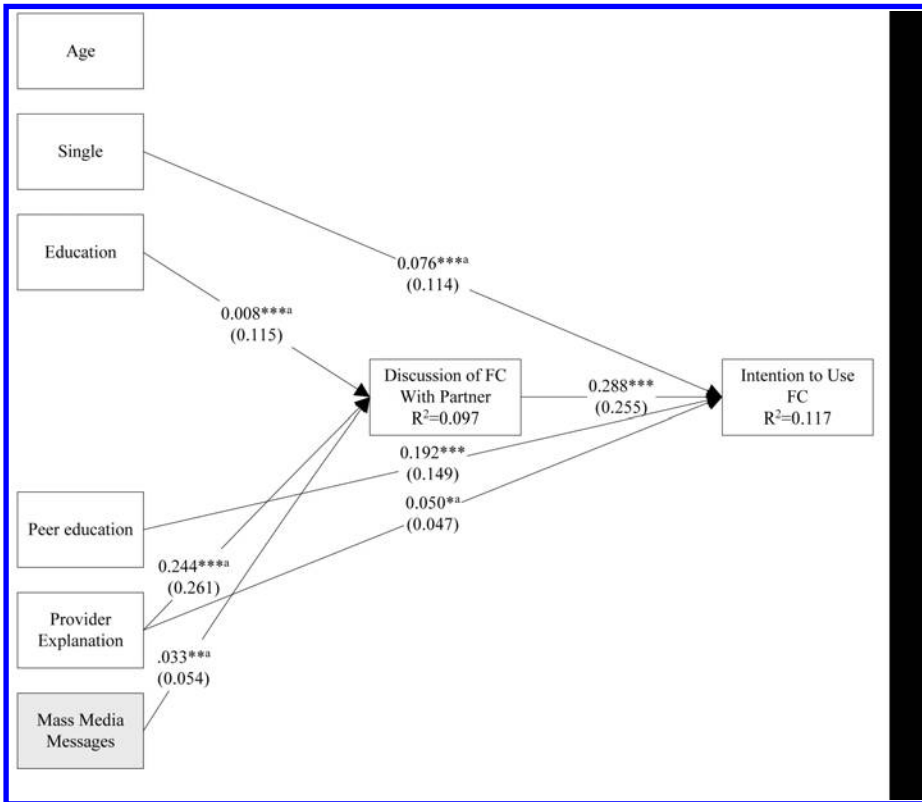 Age
Single
Education
0.076***ᵃ
(0.114)
0.008***ᵃ
(0.115)
Discussion of FC
With Partner
R²=0.097
0.288***
(0.255)
Intention to Use
FC
R²=0.117
0.192***
(0.149)
0.050*ᵃ
(0.047)
Peer education
0.244***ᵃ
(0.261)
Provider
Explanation
.033**ᵃ
(0.054)
Mass Media
Messages